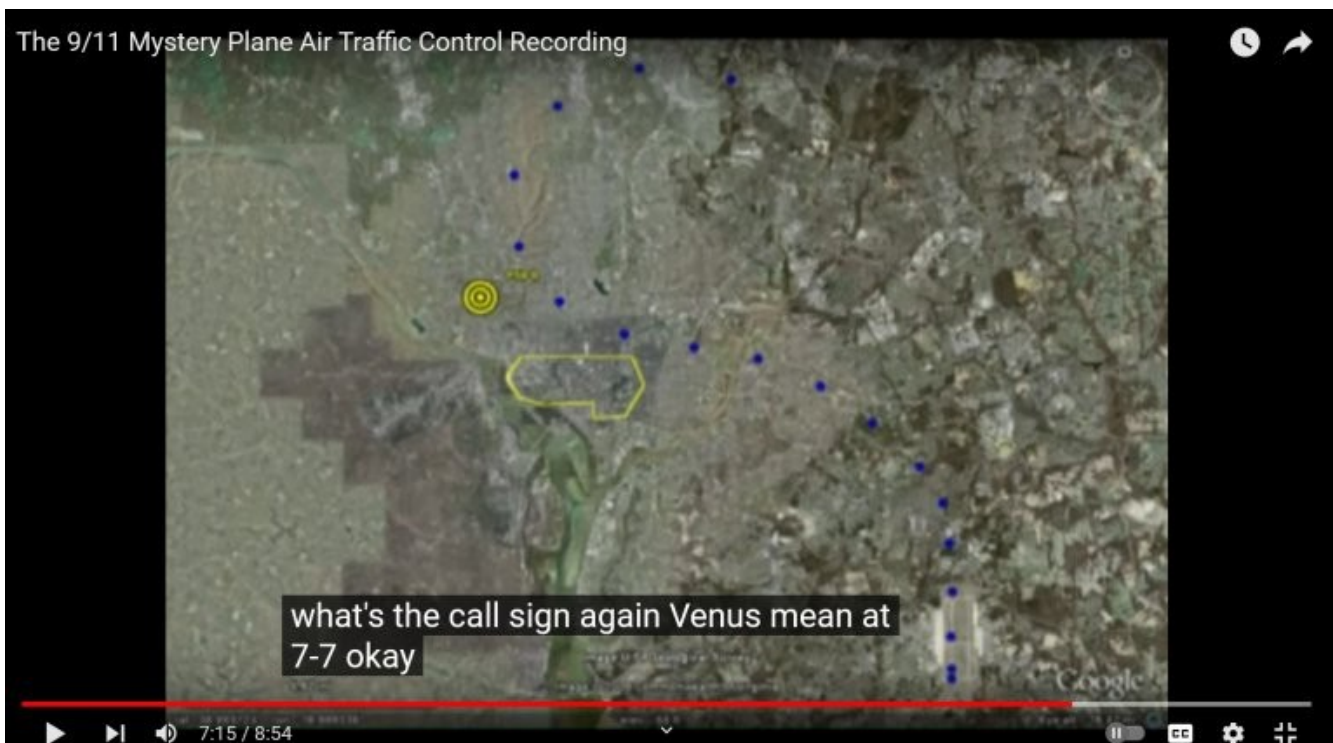 The 9/11 Mystery Plane Air Traffic Control Recording
what's the call sign again Venus mean at
7-7 okay
Google
7:15 / 8:54
CC